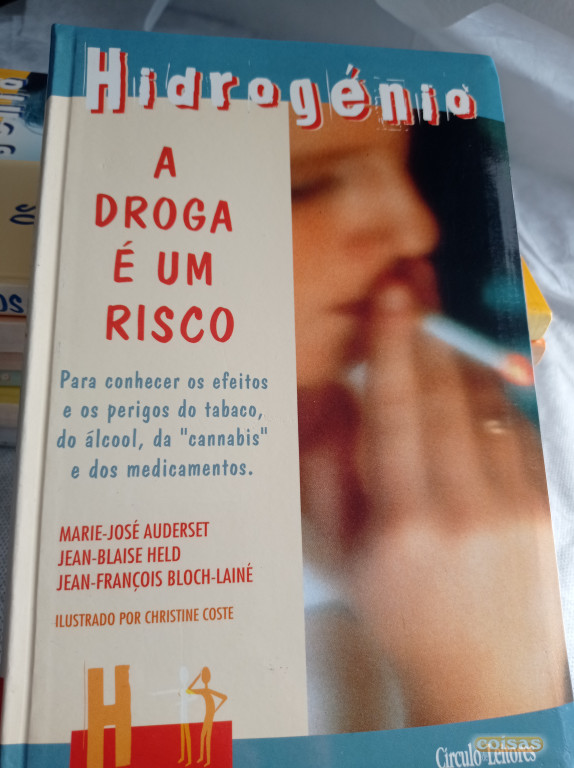 Hidrogénio
A
DROGA
É UM
RISCO
Para conhecer os efeitos
e os perigos do tabaco,
do álcool, da "cannabis"
e dos medicamentos.
MARIE-JOSÉ AUDERSET
JEAN-BLAISE HELD
JEAN-FRANÇOIS BLOCH-LAINÉ
ILUSTRADO POR CHRISTINE COSTE
H
Círculo de Leitores
coisas